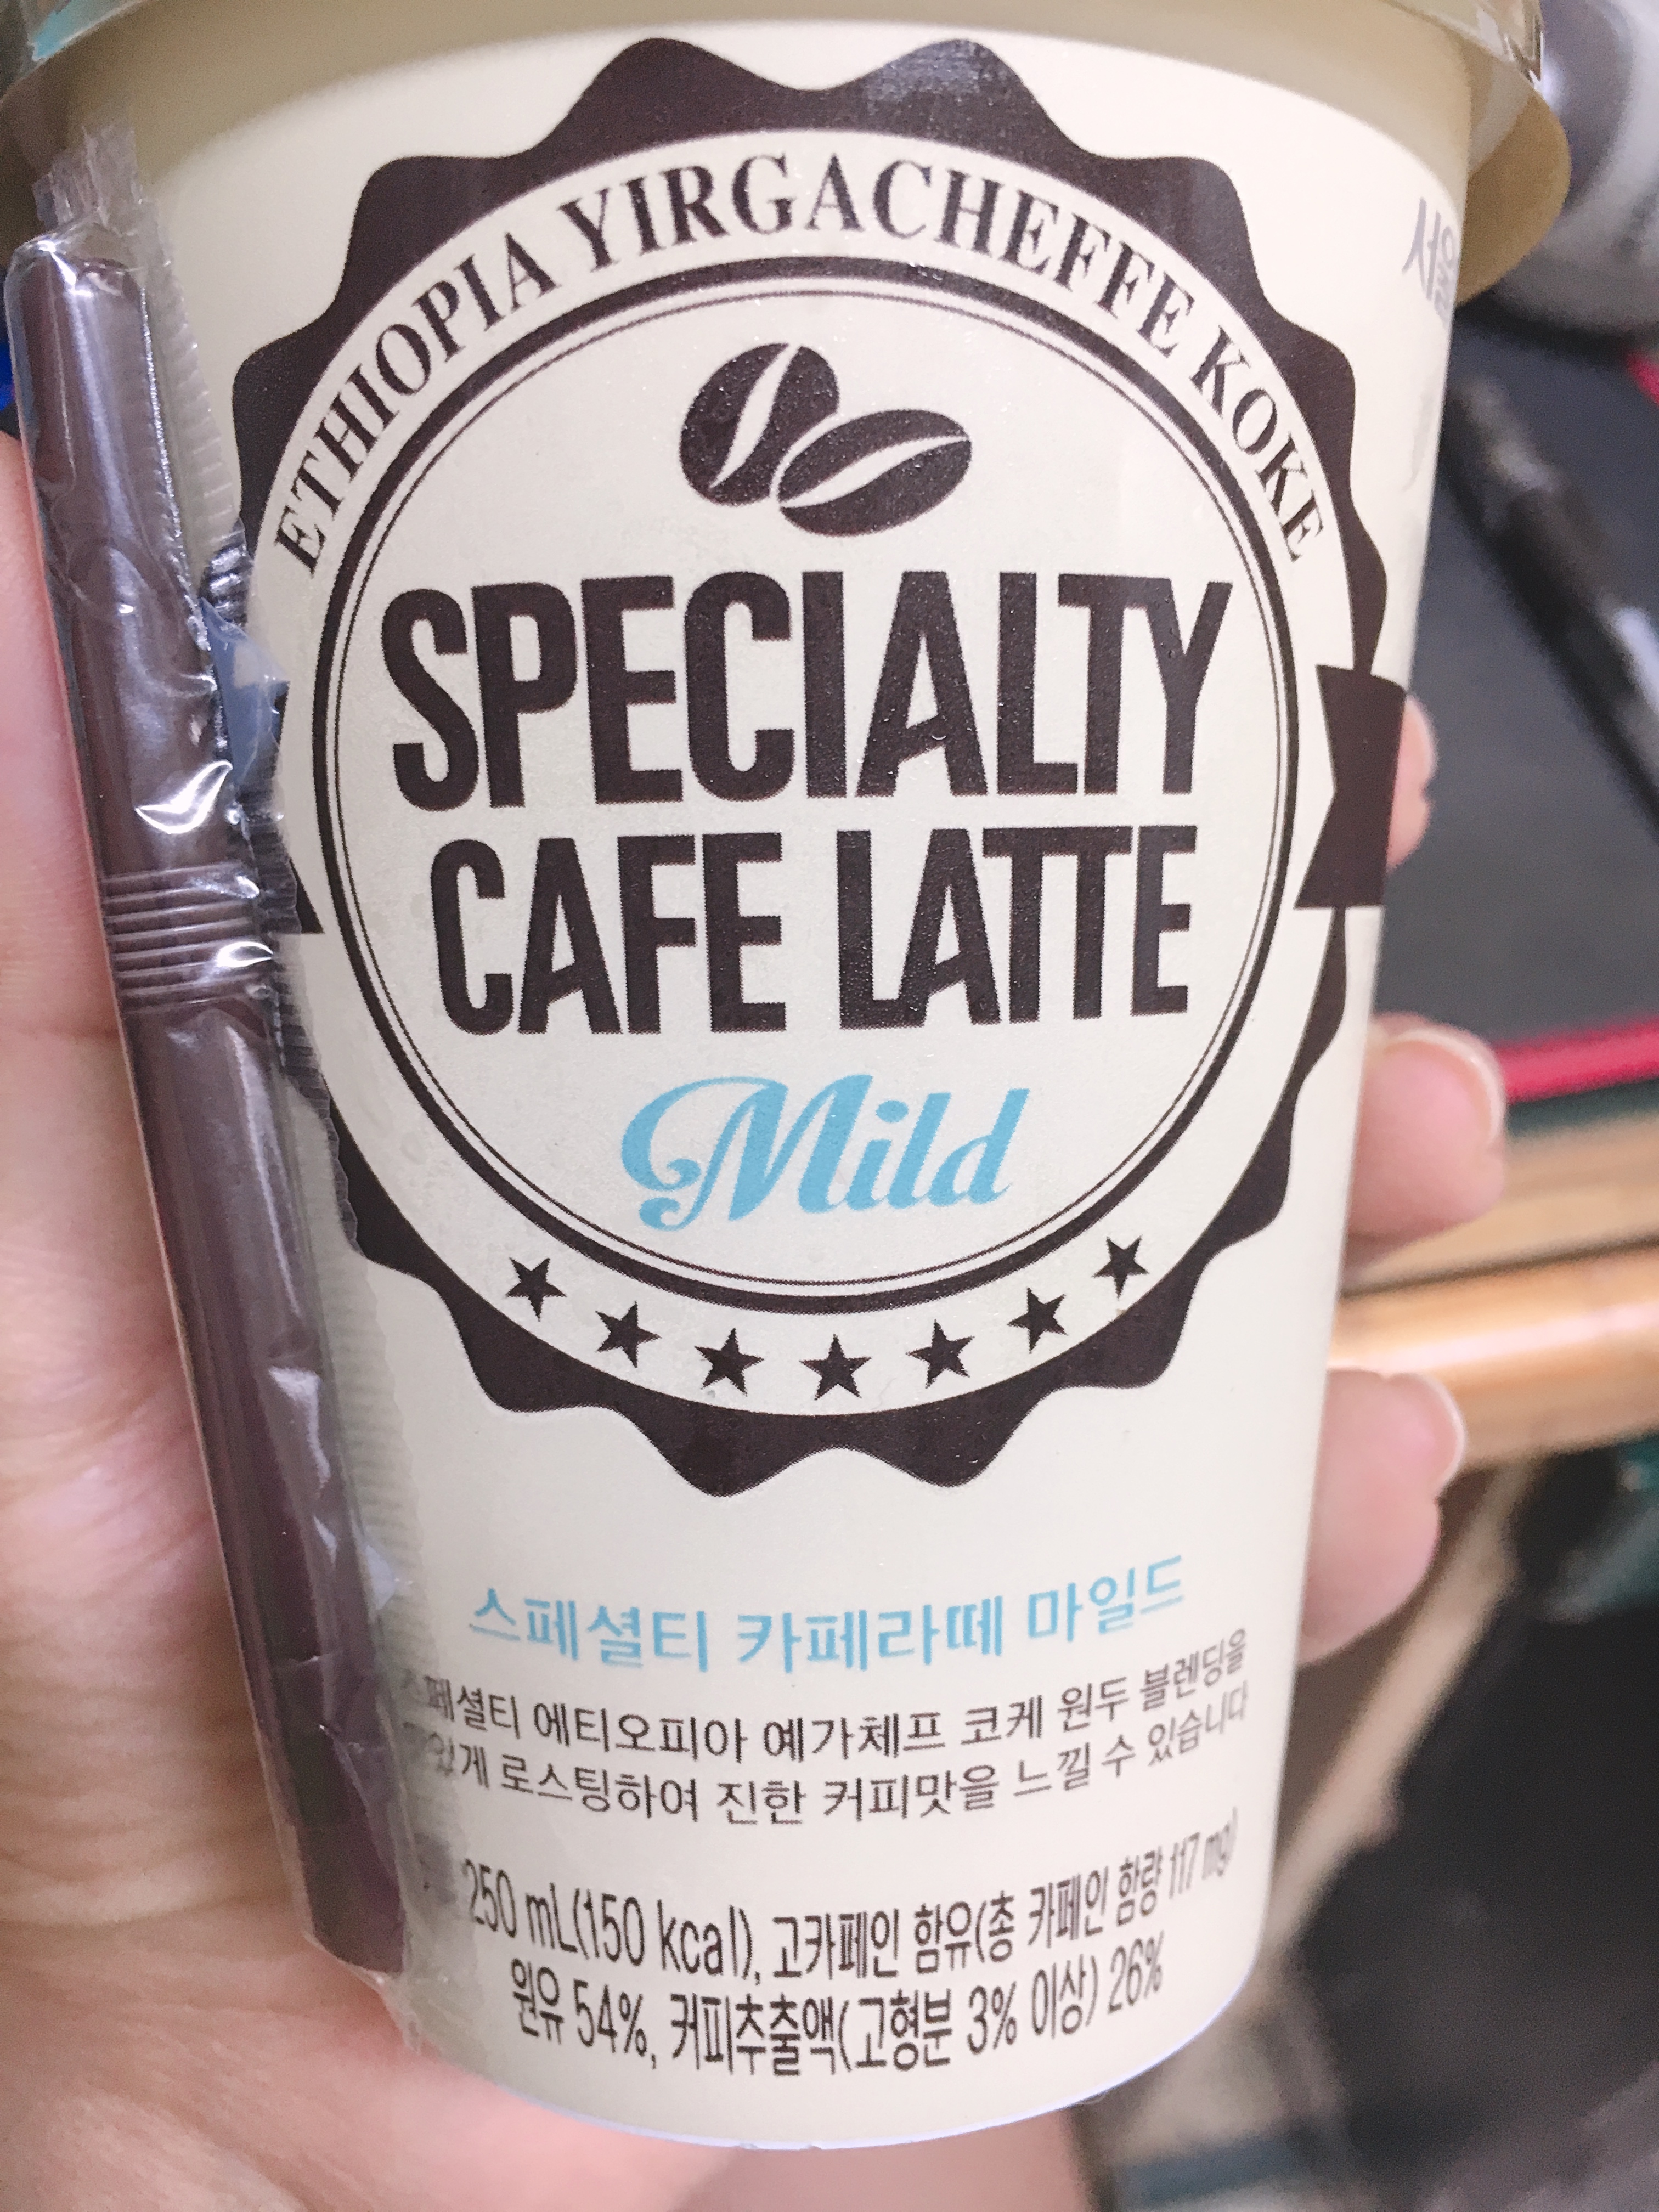 서울
ETHIOPIA YIRGACHEFFE KOKE
SPECIALTY
CAFE LATTE
Mild
스페셜티 카페라떼 마일드
스페셜티 에티오피아 예가체프 코케 원두 블렌딩을
로스팅하여 진한 커피맛을 느낄 수 있습니다
250 mL(150 kcal), 고카페인 함유(총 카페인 함량 117 mg)
원유 54%, 커피추출액(고형분 3% 이상) 26%